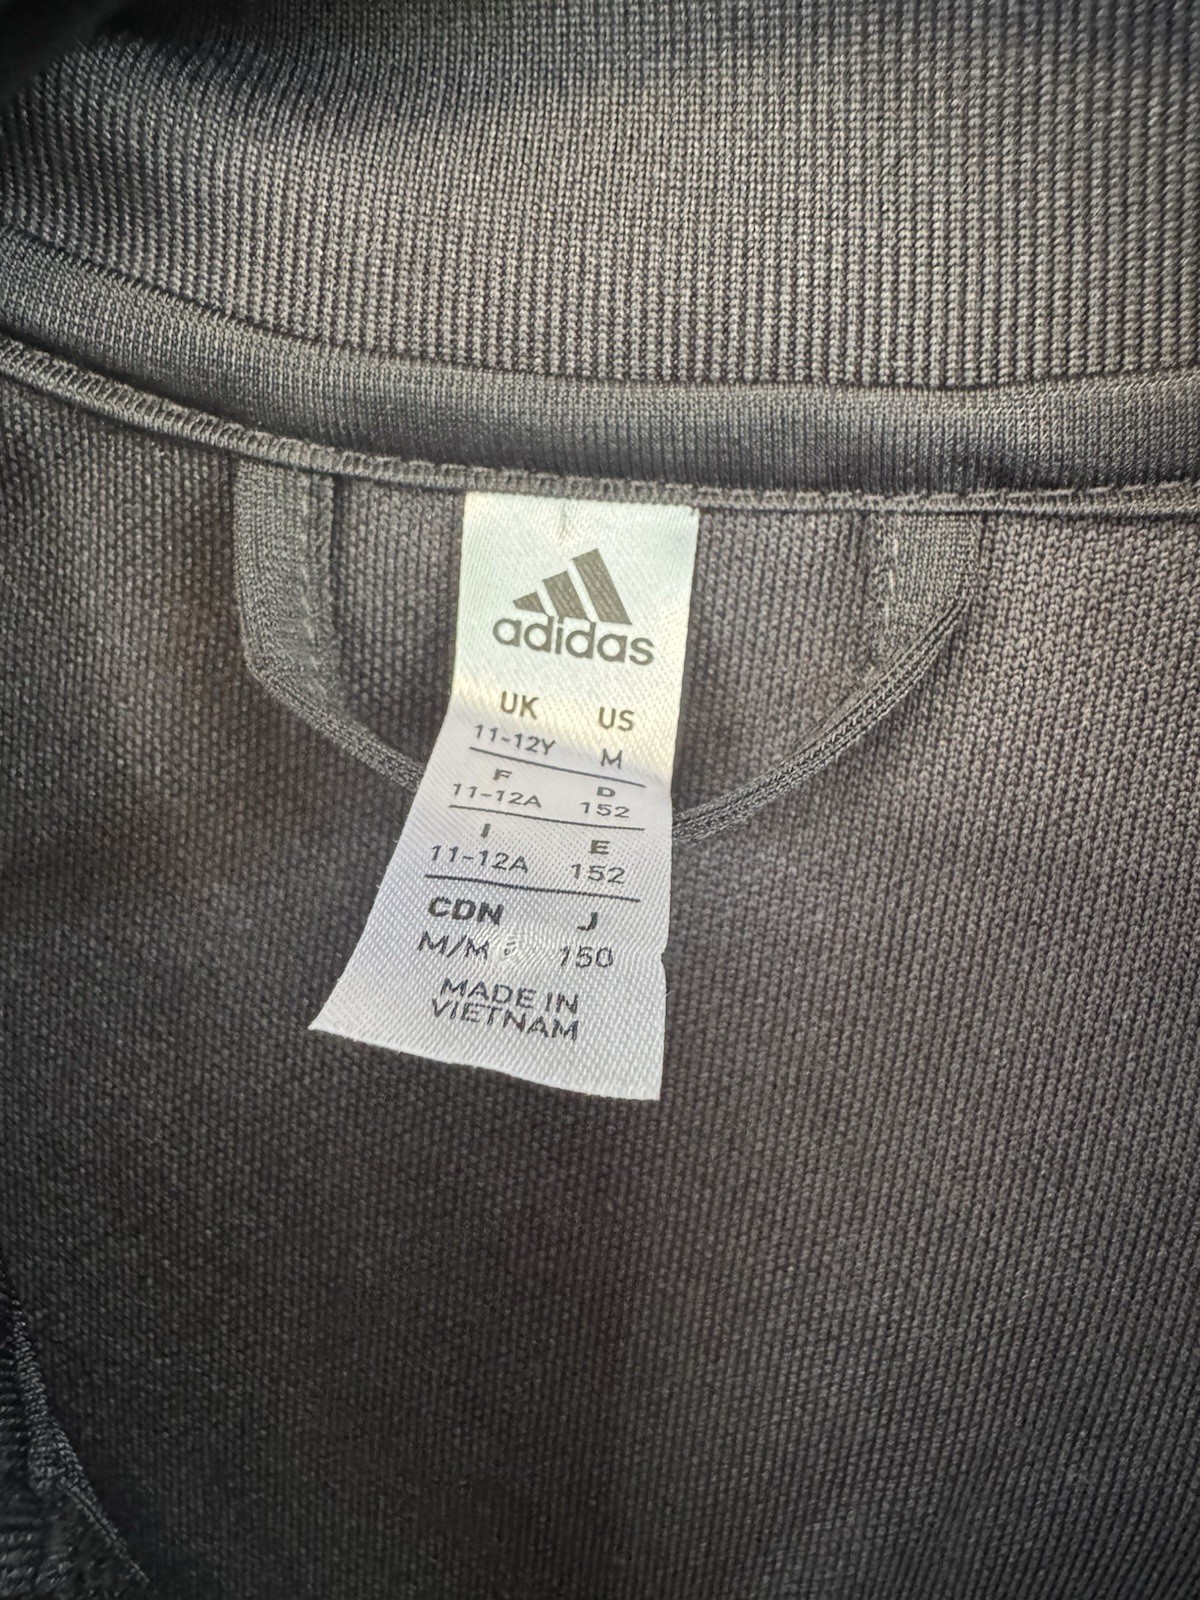 adidas
UK US
11-12Y M
F D
11-12A 152
I E
11-12A 152
CDN J
M/M 150
MADE IN
VIETNAM